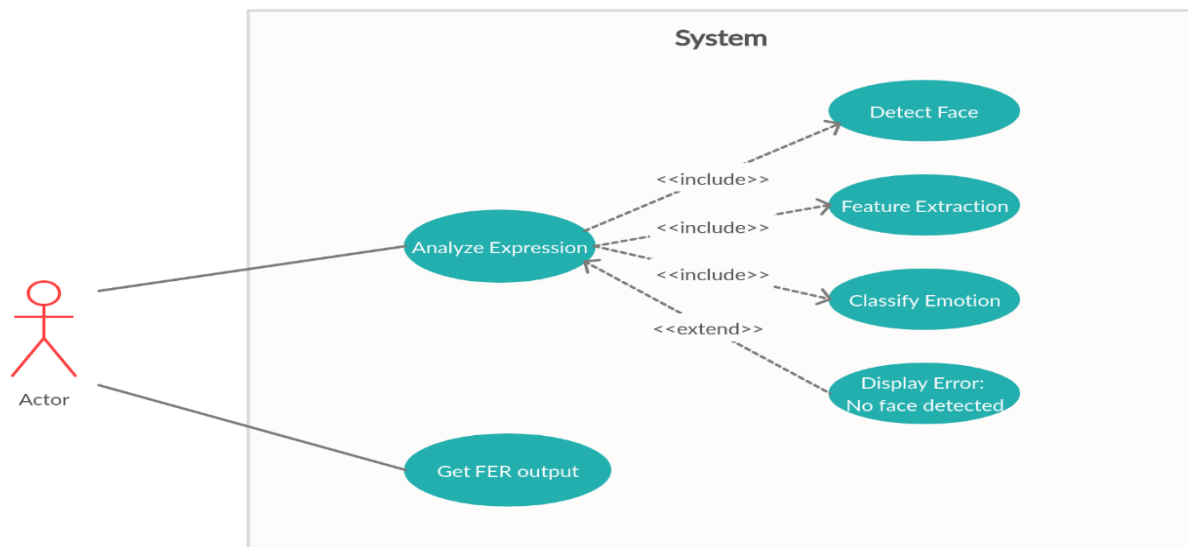 System
Detect Face
<<include>>
Feature Extraction
<<include>>
Analyze Expression
<<include>>
Classify Emotion
<<extend>>
Display Error:
No face detected
Actor
Get FER output